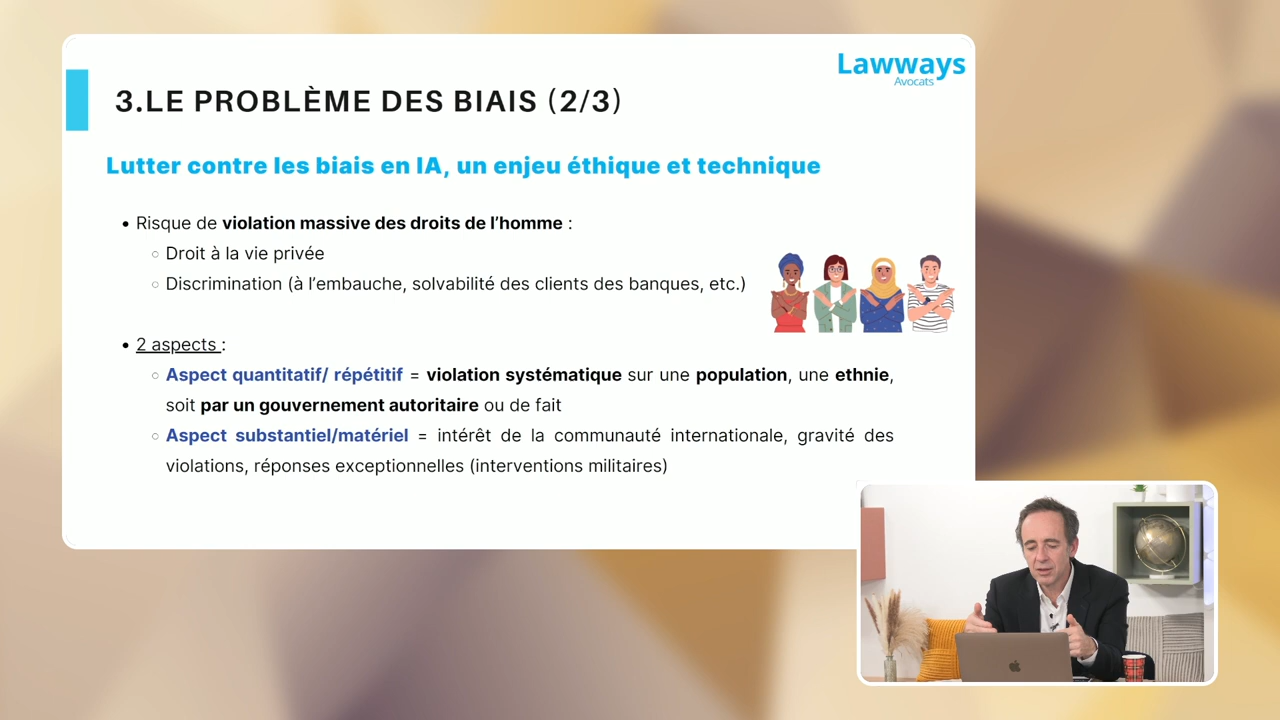 Lawways
Avocats
3.LE PROBLÈME DES BIAIS (2/3)
Lutter contre les biais en IA, un enjeu éthique et technique
• Risque de violation massive des droits de l’homme :
○ Droit à la vie privée
○ Discrimination (à l’embauche, solvabilité des clients des banques, etc.)
• 2 aspects :
○ Aspect quantitatif/ répétitif = violation systématique sur une population, une ethnie,
soit par un gouvernement autoritaire ou de fait
○ Aspect substantiel/matériel = intérêt de la communauté internationale, gravité des
violations, réponses exceptionnelles (interventions militaires)